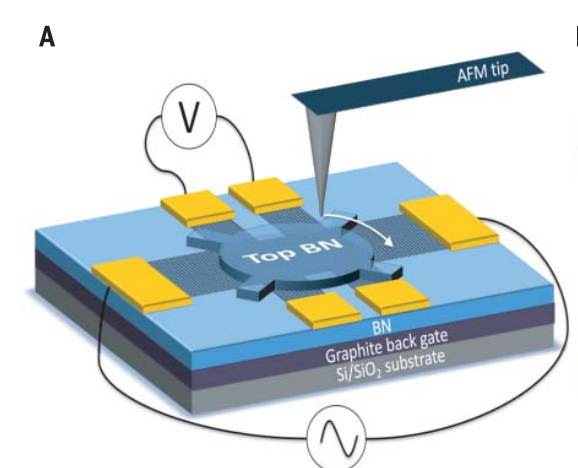 A
AFM tip
V
Top BN
BN
Graphite back gate
Si/SiO₂ substrate